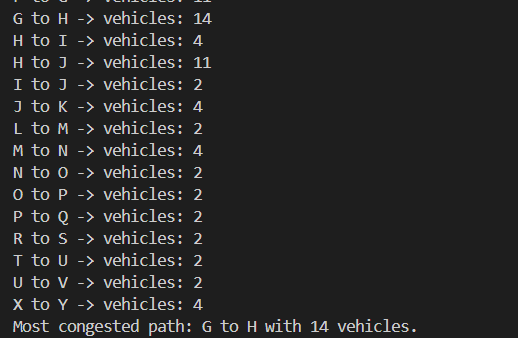 G to H -> vehicles: 14
H to I -> vehicles: 4
H to J -> vehicles: 11
I to J -> vehicles: 2
J to K -> vehicles: 4
L to M -> vehicles: 2
M to N -> vehicles: 4
N to O -> vehicles: 2
O to P -> vehicles: 2
P to Q -> vehicles: 2
R to S -> vehicles: 2
T to U -> vehicles: 2
U to V -> vehicles: 2
X to Y -> vehicles: 4
Most congested path: G to H with 14 vehicles.